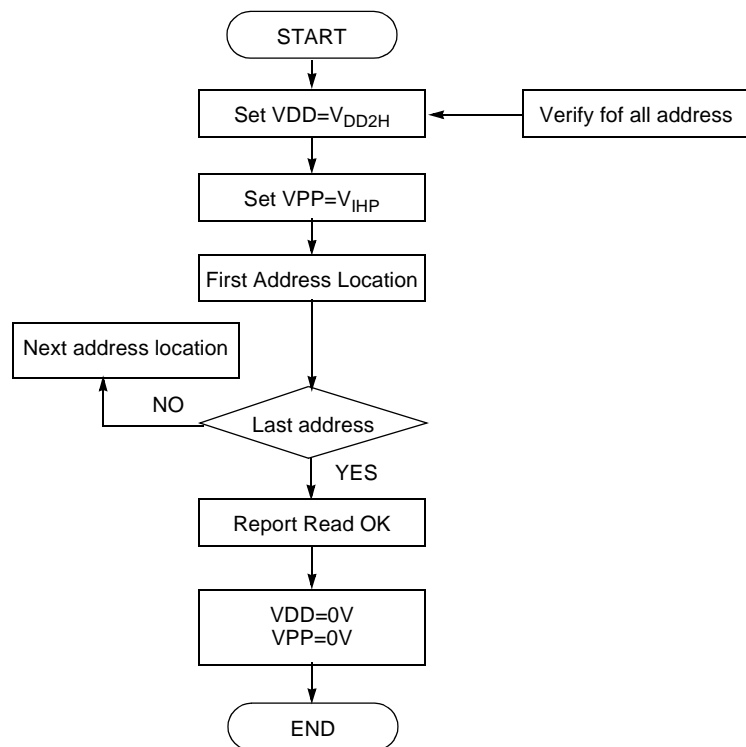 START
Set VDD=VDD2H
Verify fof all address
Set VPP=VIHP
First Address Location
Next address location
NO
Last address
YES
Report Read OK
VDD=0V
VPP=0V
END